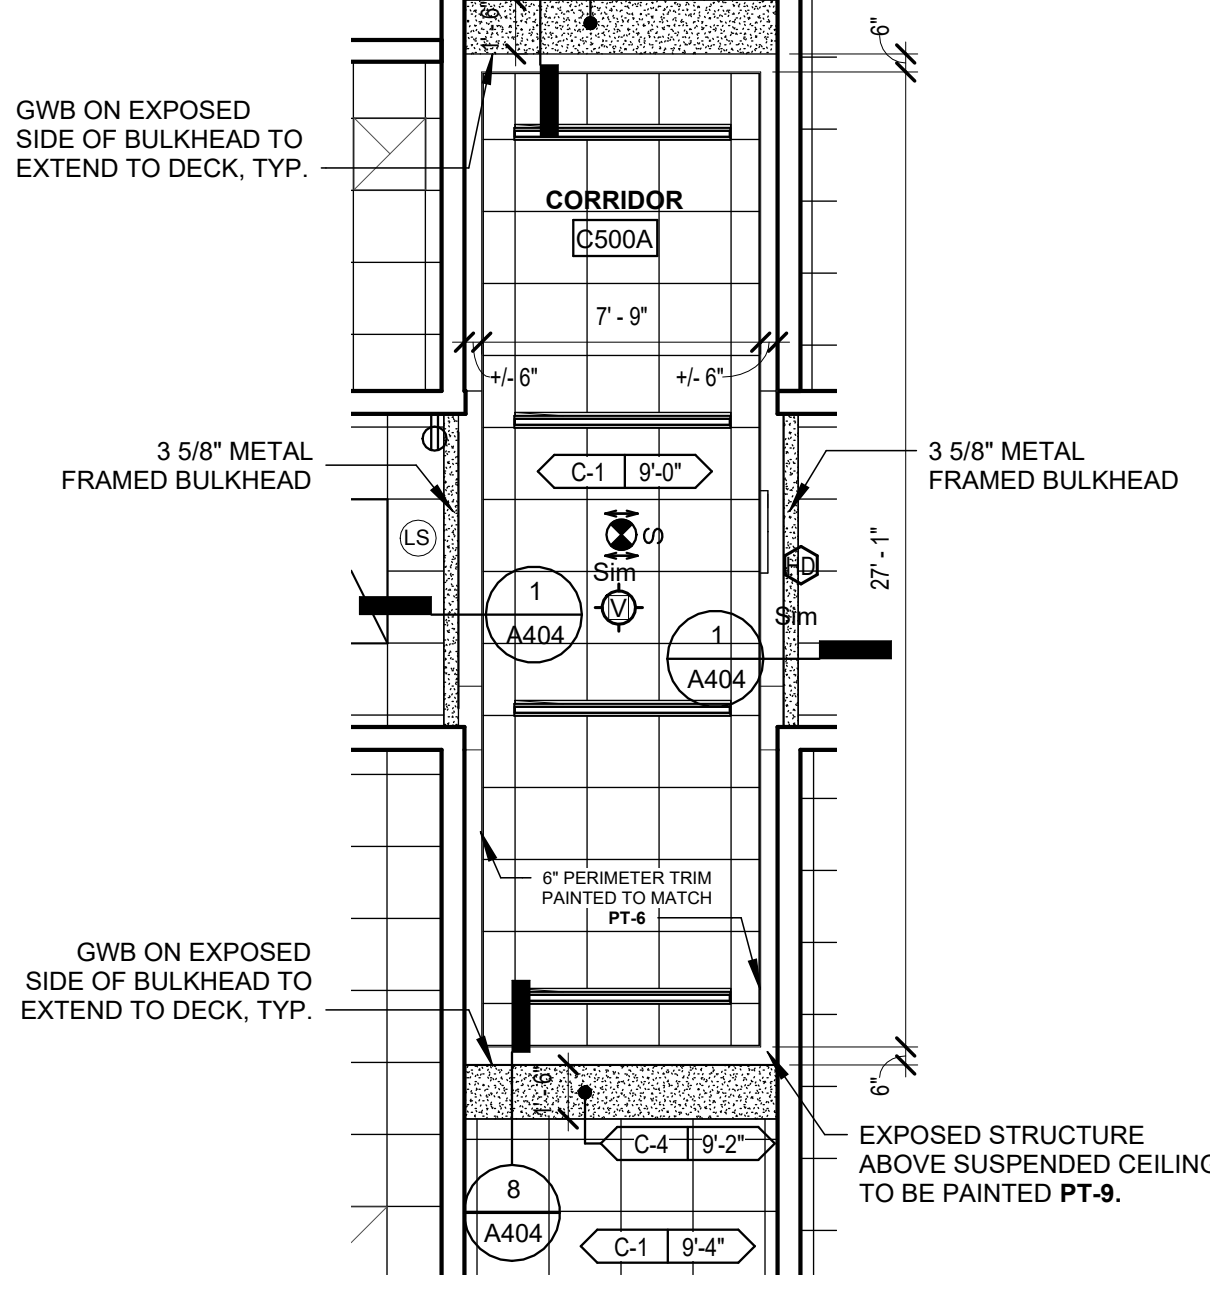 1' - 6"
6"
GWB ON EXPOSED
SIDE OF BULKHEAD TO
EXTEND TO DECK, TYP.
CORRIDOR
C500A
7' - 9"
+/- 6"
+/- 6"
3 5/8" METAL
FRAMED BULKHEAD
C-1 9'-0"
3 5/8" METAL
FRAMED BULKHEAD
LS
S
27' - 1"
Sim
1
A404
V
1
A404
Sim
6" PERIMETER TRIM
PAINTED TO MATCH
PT-6
GWB ON EXPOSED
SIDE OF BULKHEAD TO
EXTEND TO DECK, TYP.
1' - 6"
6"
C-4 9'-2"
EXPOSED STRUCTURE
ABOVE SUSPENDED CEILING
TO BE PAINTED PT-9.
8
A404
C-1 9'-4"